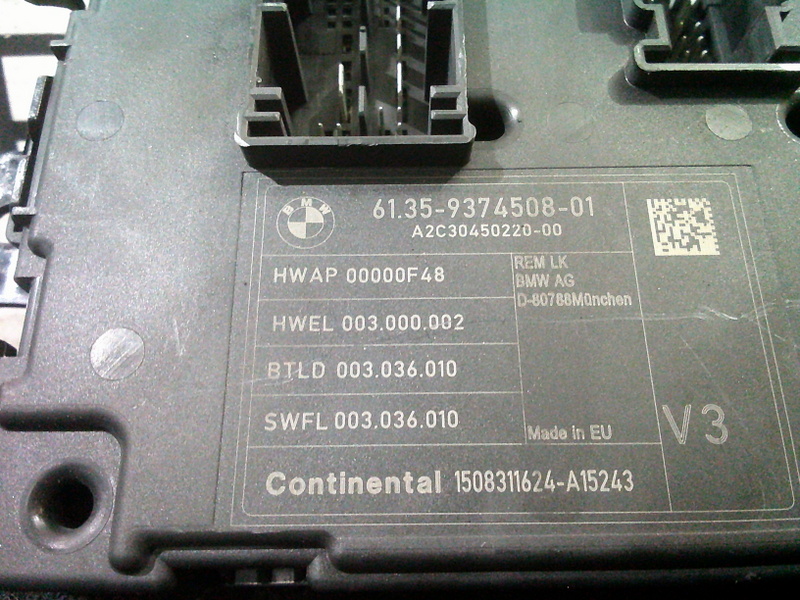 BMW
61.35-9374508-01
A2C30450220-00
HWAP 00000F48
REM LK
BMW AG
D-80788München
HWEL 003.000.002
BTLD 003.036.010
SWFL 003.036.010
Made in EU
V3
Continental 1508311624-A15243